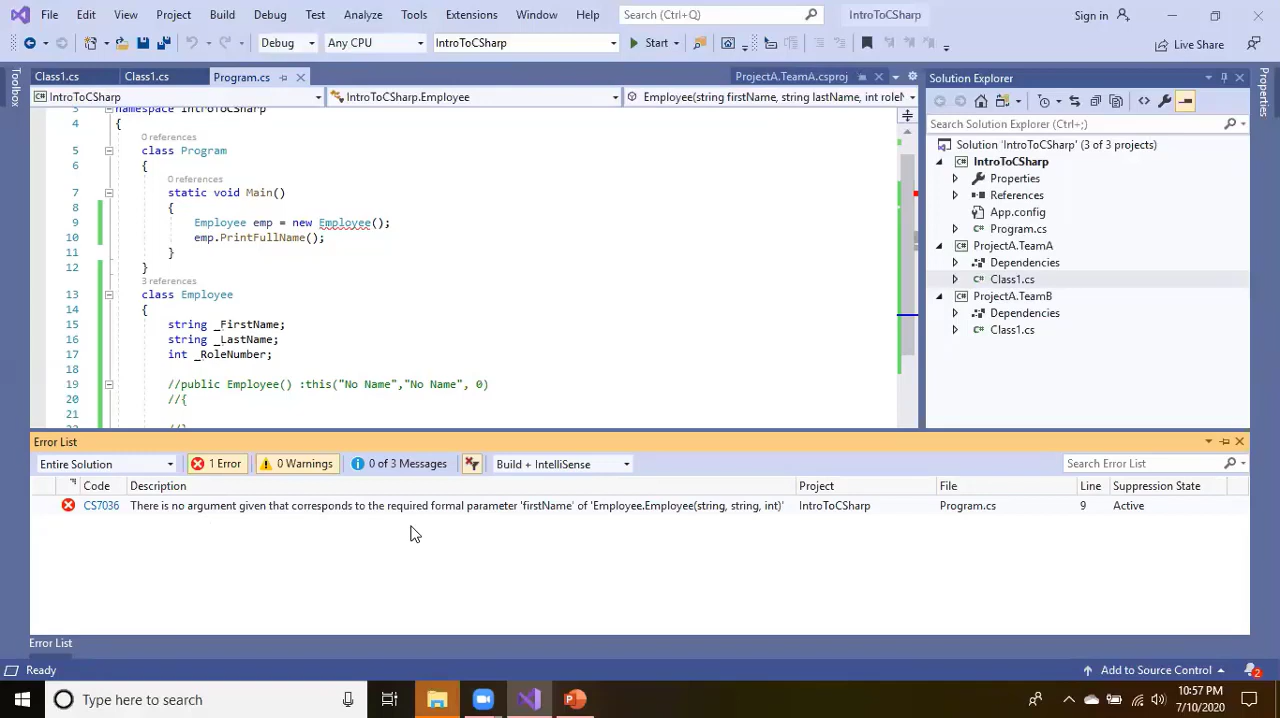 File Edit View Project Build Debug Test Analyze Tools Extensions Window Help Search (Ctrl+Q) IntroToCSharp Sign in
Debug Any CPU IntroToCSharp Start Live Share
Toolbox
Class1.cs Class1.cs Program.cs ProjectA.TeamA.csproj
IntroToCSharp IntroToCSharp.Employee Employee(string firstName, string lastName, int roleN
3 namespace IntroToCSharp
4 {
0 references
5 class Program
6 {
0 references
7 static void Main()
8 {
9 Employee emp = new Employee();
10 emp.PrintFullName();
11 }
12 }
3 references
13 class Employee
14 {
15 string _FirstName;
16 string _LastName;
17 int _RoleNumber;
18
19 //public Employee() :this("No Name","No Name", 0)
20 //{
21
//}
Solution Explorer
Search Solution Explorer (Ctrl+;)
Solution 'IntroToCSharp' (3 of 3 projects)
IntroToCSharp
Properties
References
App.config
Program.cs
ProjectA.TeamA
Dependencies
Class1.cs
ProjectA.TeamB
Dependencies
Class1.cs
Properties
Error List
Entire Solution 1 Error 0 Warnings 0 of 3 Messages Build + IntelliSense Search Error List
Code Description Project File Line Suppression State
CS7036 There is no argument given that corresponds to the required formal parameter 'firstName' of 'Employee.Employee(string, string, int)' IntroToCSharp Program.cs 9 Active
Error List
Ready Add to Source Control 2
Type here to search 10:57 PM
7/10/2020